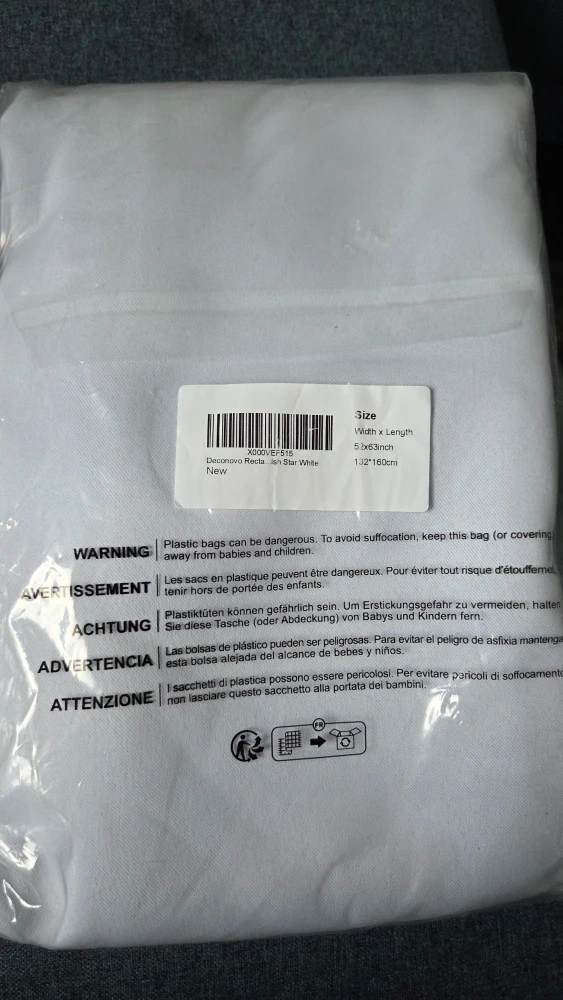 X000VEF515
Deconovo Recta...ish Star White
New
Size
Width x Length
52x63inch
132*160cm
WARNING
Plastic bags can be dangerous. To avoid suffocation, keep this bag (or covering)
away from babies and children.
AVERTISSEMENT
Les sacs en plastique peuvent être dangereux. Pour éviter tout risque d'étouffeme
tenir hors de portée des enfants.
ACHTUNG
Plastiktüten können gefährlich sein. Um Erstickungsgefahr zu vermeiden, halten
Sie diese Tasche (oder Abdeckung) von Babys und Kindern fern.
ADVERTENCIA
Las bolsas de plástico pueden ser peligrosas. Para evitar el peligro de asfixia mantenga
esta bolsa alejada del alcance de bebes y niños.
ATTENZIONE
I sacchetti di plastica possono essere pericolosi. Per evitare pericoli di soffocamento
non lasciare questo sacchetto alla portata dei bambini.
FR